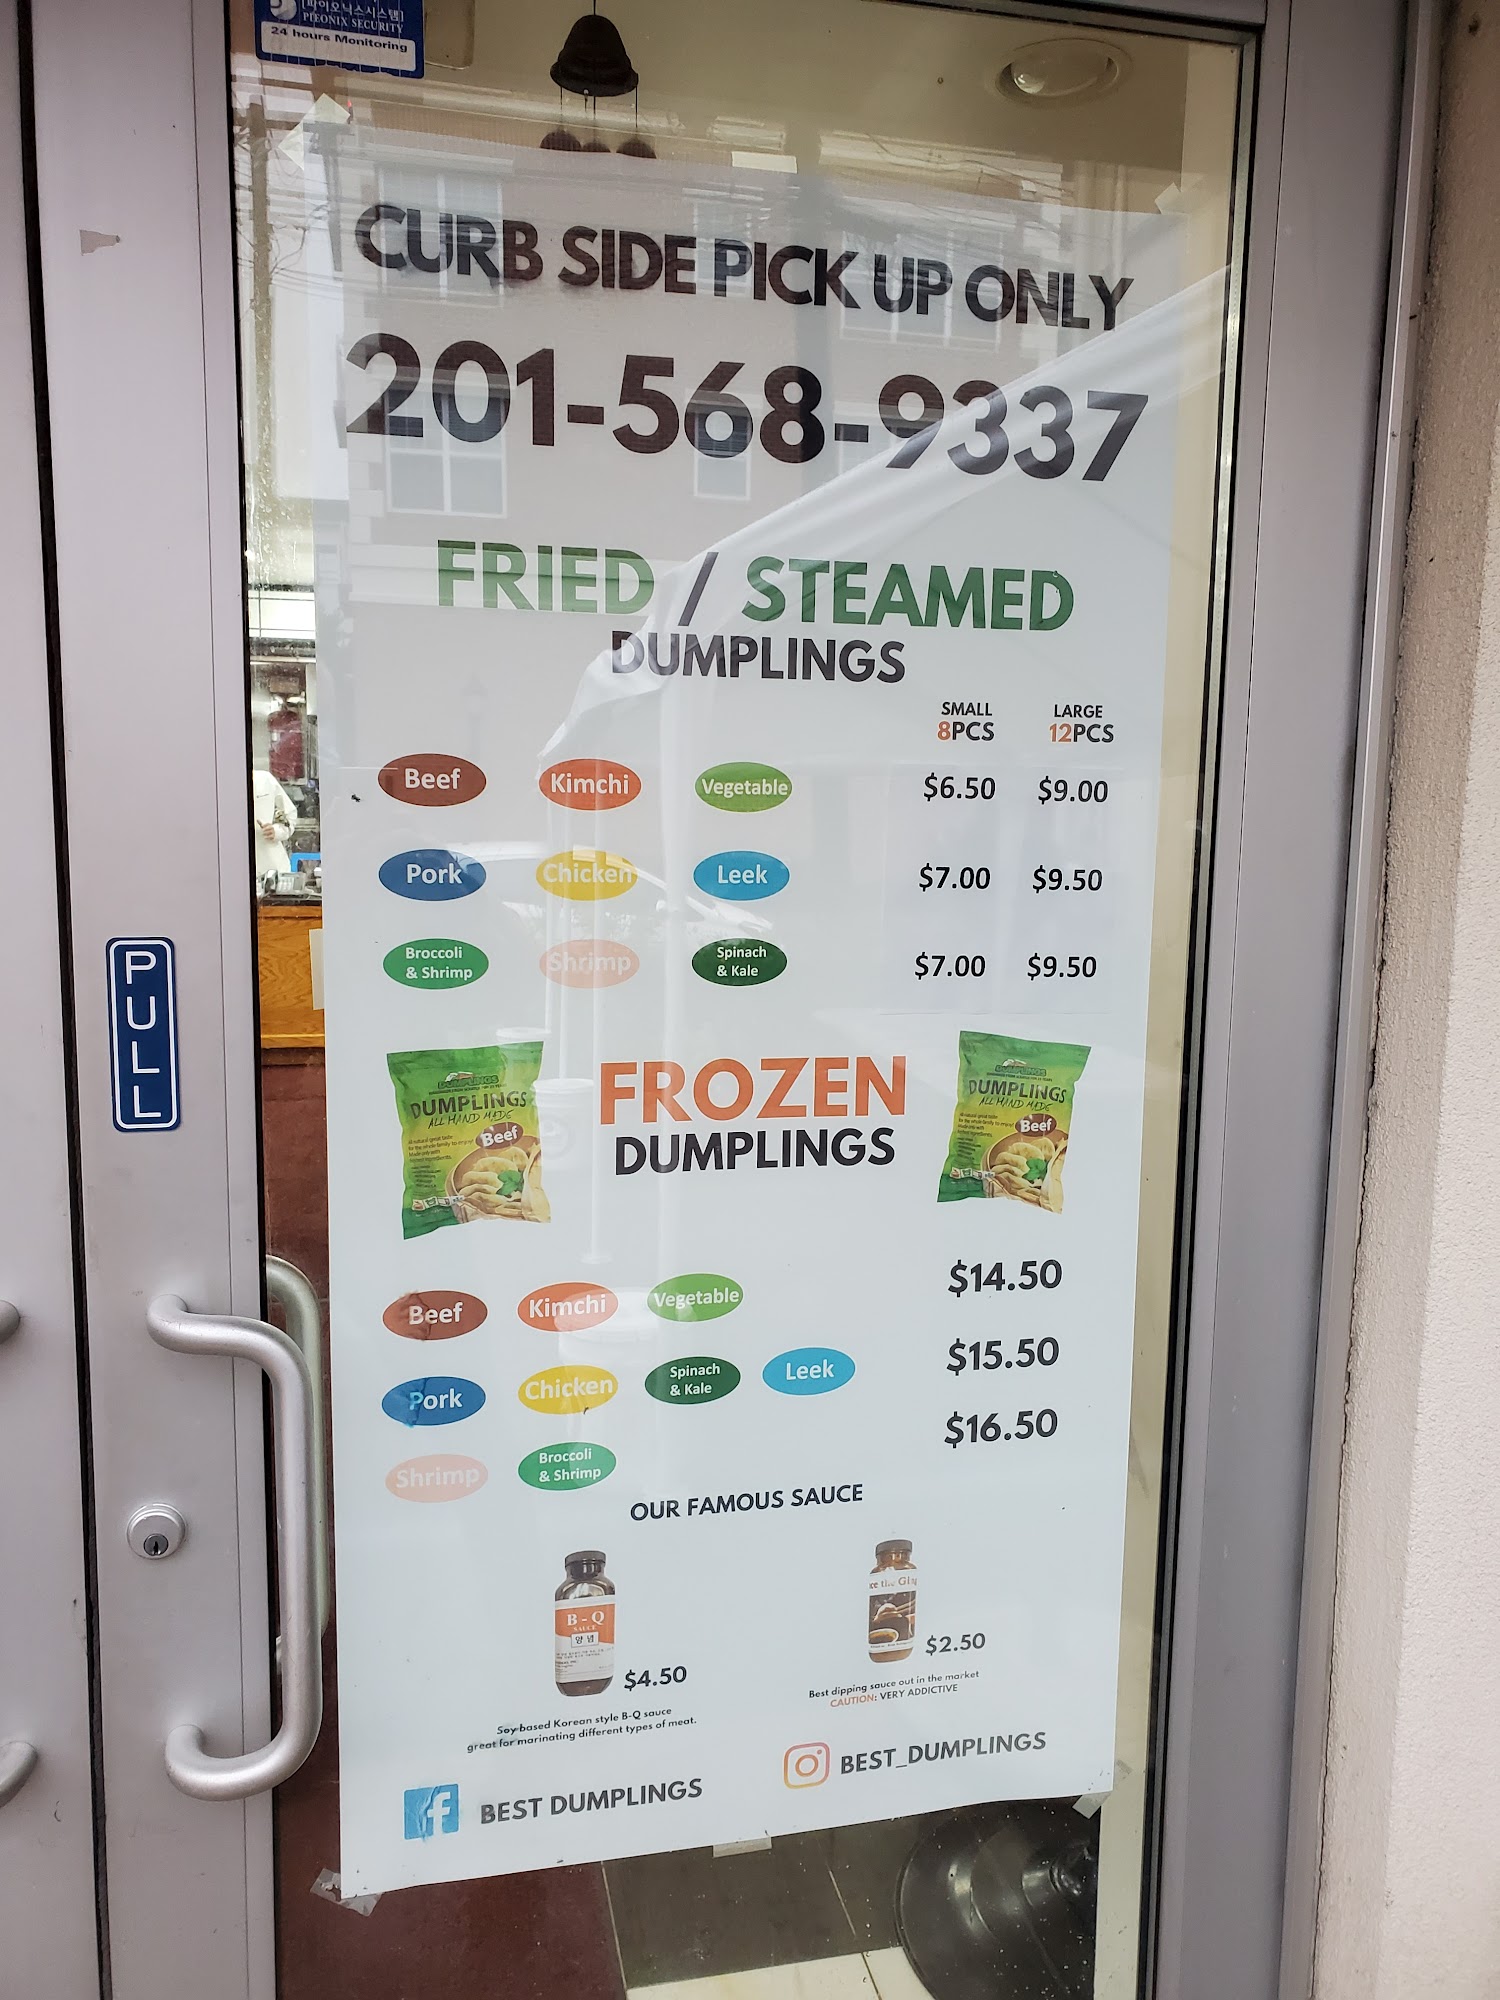 [파이오닉스시스템]
PIEONIX SECURITY
24 hours Monitoring
CURB SIDE PICK UP ONLY
201-568-9337
FRIED / STEAMED
DUMPLINGS
SMALL LARGE
8PCS 12PCS
Beef Kimchi Vegetable $6.50 $9.00
Pork Chicken Leek $7.00 $9.50
Broccoli & Shrimp Shrimp Spinach & Kale $7.00 $9.50
PULL
DUMPLINGS
DUMPLINGS
ALL HAND MADE
Beef
FROZEN
DUMPLINGS
DUMPLINGS
DUMPLINGS
ALL HAND MADE
Beef
Beef Kimchi Vegetable $14.50
Pork Chicken Spinach & Kale Leek $15.50
Shrimp Broccoli & Shrimp $16.50
OUR FAMOUS SAUCE
B-Q
SAUCE
양념
$4.50
Soy based Korean style B-Q sauce
great for marinating different types of meat.
$2.50
Best dipping sauce out in the market
CAUTION: VERY ADDICTIVE
BEST DUMPLINGS
BEST_DUMPLINGS